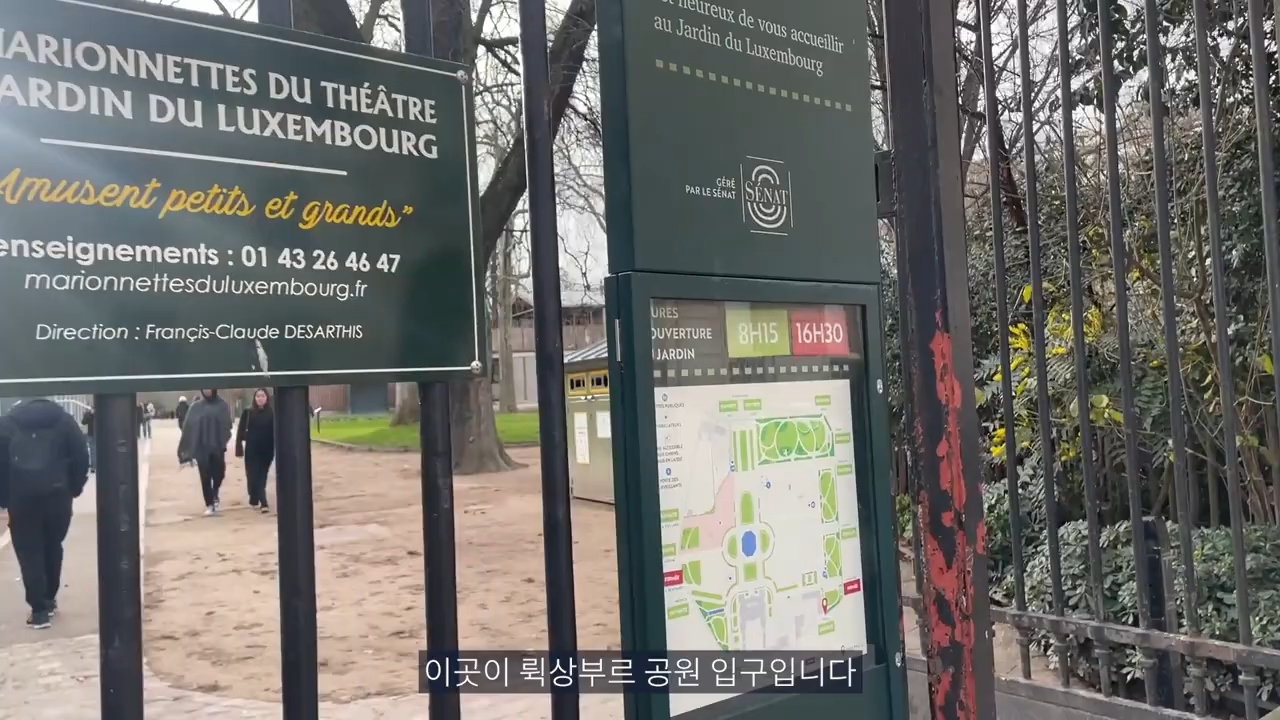 MARIONNETTES DU THÉÂTRE
JARDIN DU LUXEMBOURG
Amusent petits et grands”
enseignements : 01 43 26 46 47
marionnettesduluxembourg.fr
Direction : Françis-Claude DESARTHIS
heureux de vous accueillir
au Jardin du Luxembourg
GÉRÉ
PAR LE SÉNAT
SÉNAT
URES
OUVERTURE
JARDIN
8H15
16H30
이곳이 뤽상부르 공원 입구입니다